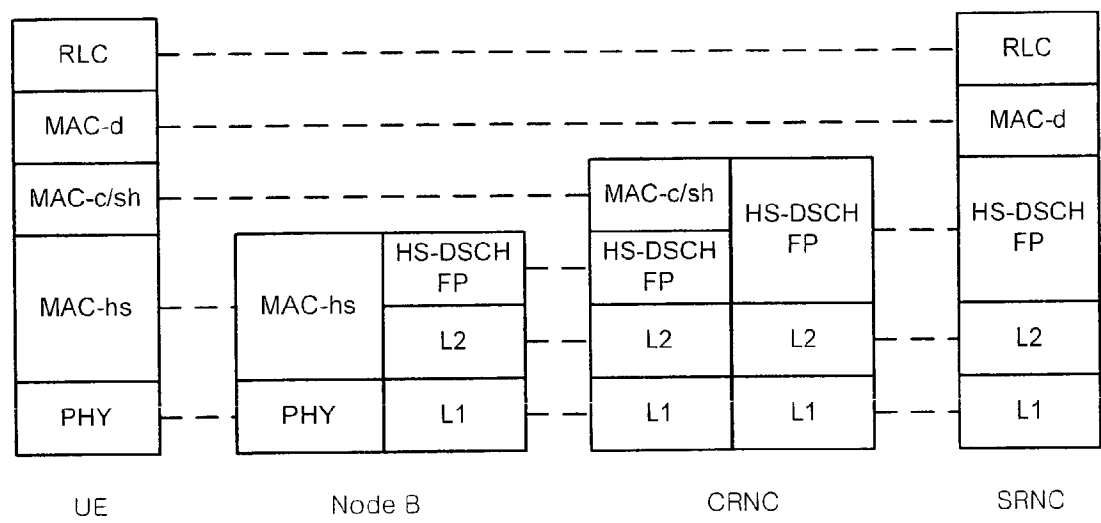 RLC
RLC
MAC-d
MAC-d
MAC-c/sh
MAC-c/sh
HS-DSCH
FP
HS-DSCH
FP
MAC-hs
MAC-hs
HS-DSCH
FP
HS-DSCH
FP
L2
L2
L2
L2
PHY
PHY
L1
L1
L1
L1
UE
Node B
CRNC
SRNC